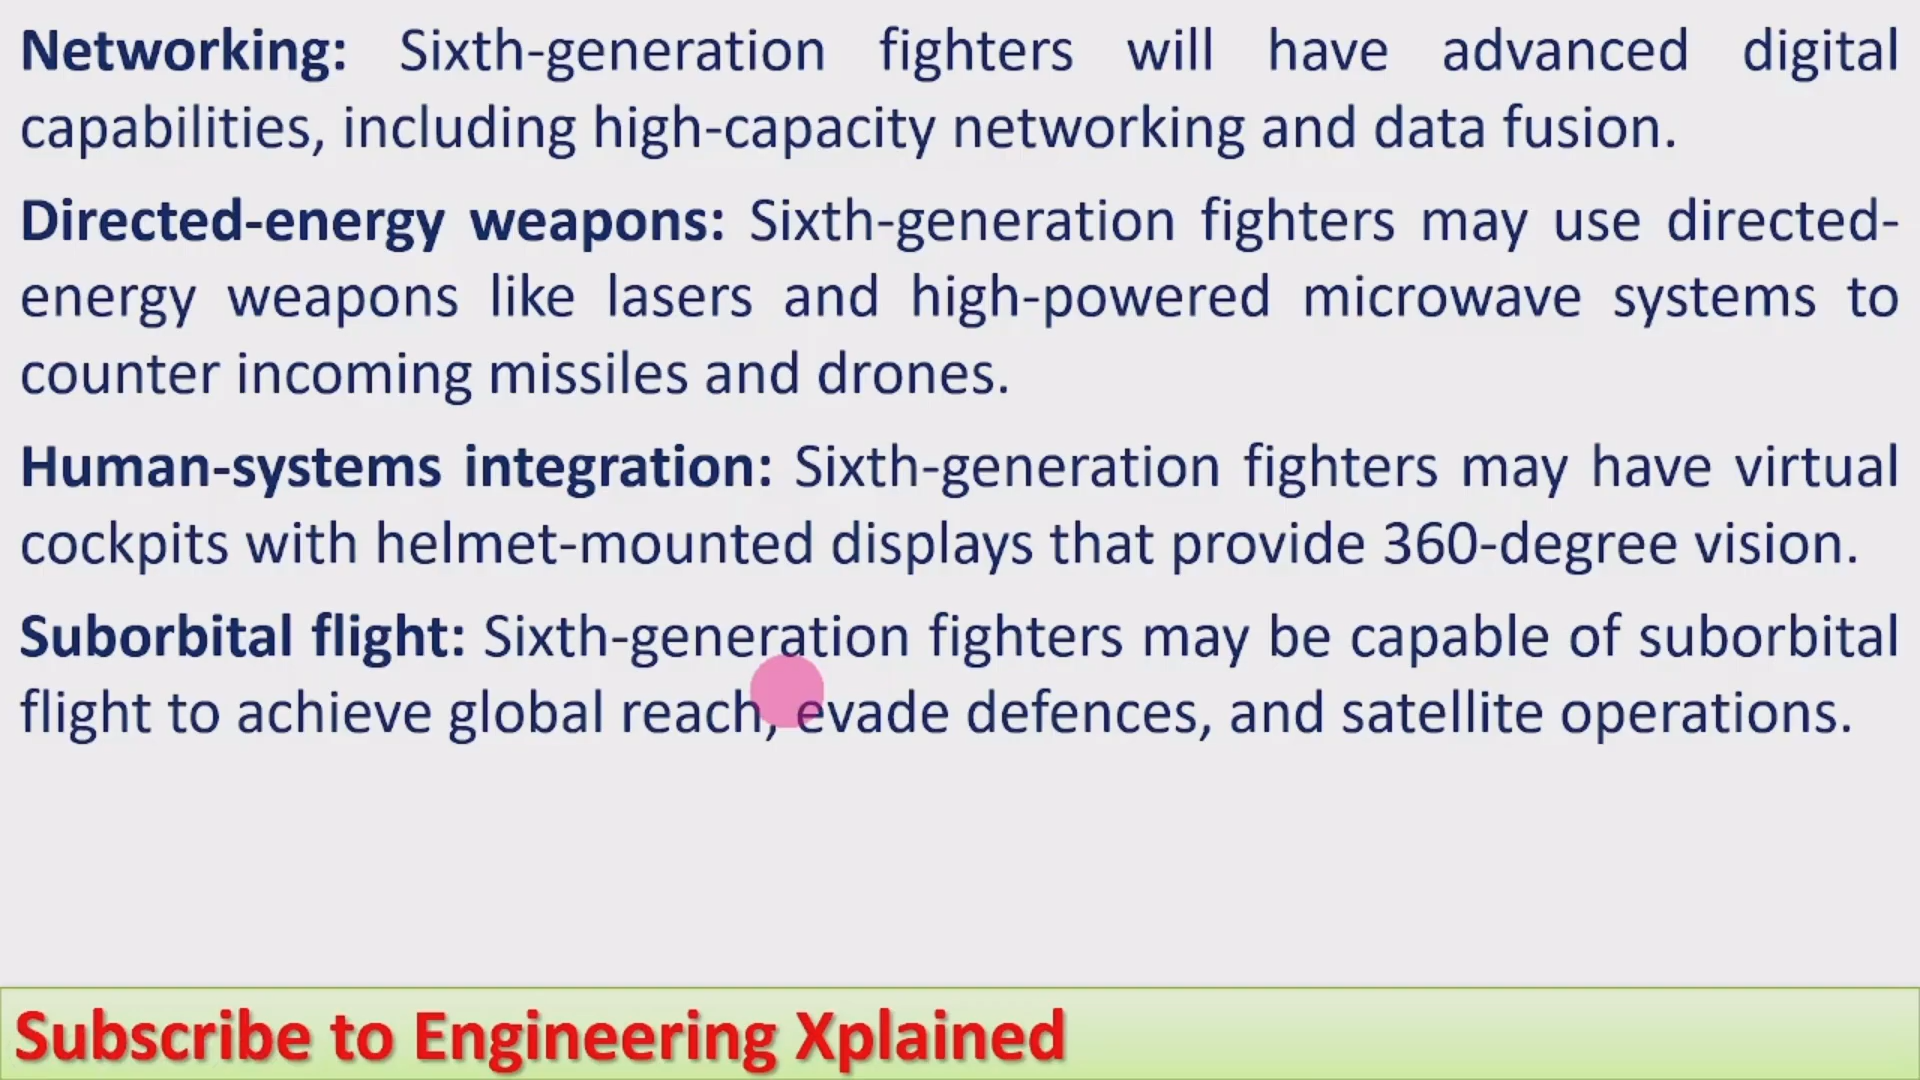 Networking: Sixth-generation fighters will have advanced digital
capabilities, including high-capacity networking and data fusion.
Directed-energy weapons: Sixth-generation fighters may use directed-
energy weapons like lasers and high-powered microwave systems to
counter incoming missiles and drones.
Human-systems integration: Sixth-generation fighters may have virtual
cockpits with helmet-mounted displays that provide 360-degree vision.
Suborbital flight: Sixth-generation fighters may be capable of suborbital
flight to achieve global reach, evade defences, and satellite operations.
Subscribe to Engineering Xplained